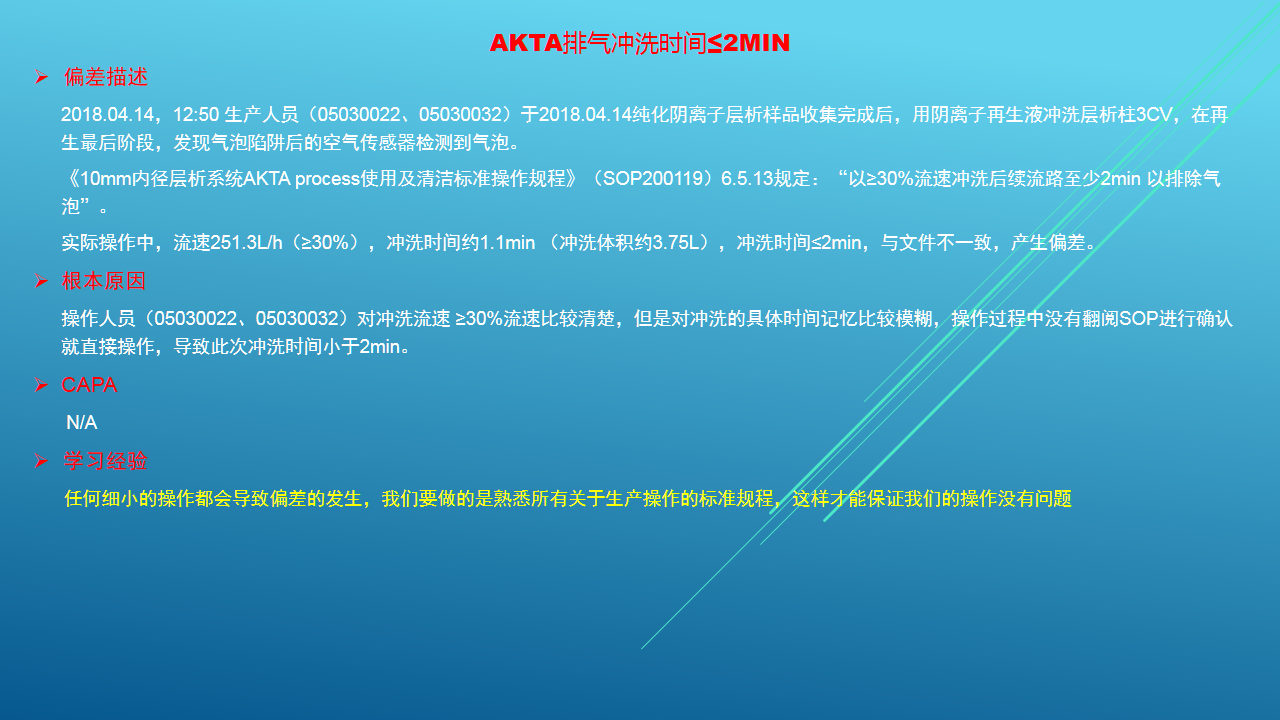 AKTA排气冲洗时间≤2MIN
偏差描述
2018.04.14，12:50 生产人员（05030022、05030032）于2018.04.14纯化阴离子层析样品收集完成后，用阴离子再生液冲洗层析柱3CV，在再
生最后阶段，发现气泡陷阱后的空气传感器检测到气泡。
《10mm内径层析系统AKTA process使用及清洁标准操作规程》（SOP200119）6.5.13规定：“以≥30%流速冲洗后续流路至少2min 以排除气
泡”。
实际操作中，流速251.3L/h（≥30%），冲洗时间约1.1min （冲洗体积约3.75L），冲洗时间≤2min，与文件不一致，产生偏差。
根本原因
操作人员（05030022、05030032）对冲洗流速 ≥30%流速比较清楚，但是对冲洗的具体时间记忆比较模糊，操作过程中没有翻阅SOP进行确认
就直接操作，导致此次冲洗时间小于2min。
CAPA
N/A
学习经验
任何细小的操作都会导致偏差的发生，我们要做的是熟悉所有关于生产操作的标准规程，这样才能保证我们的操作没有问题